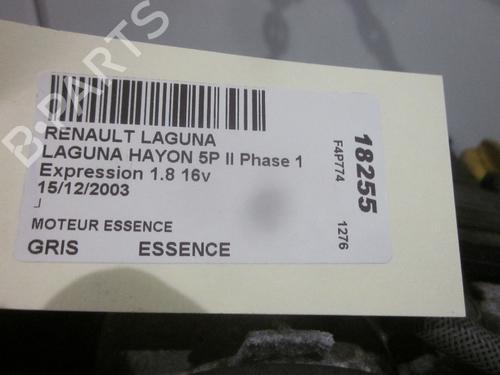 B-PARTS
RENAULT LAGUNA
LAGUNA HAYON 5P II Phase 1
Expression 1.8 16v
15/12/2003
MOTEUR ESSENCE
GRIS ESSENCE
18255
F4P774 1276